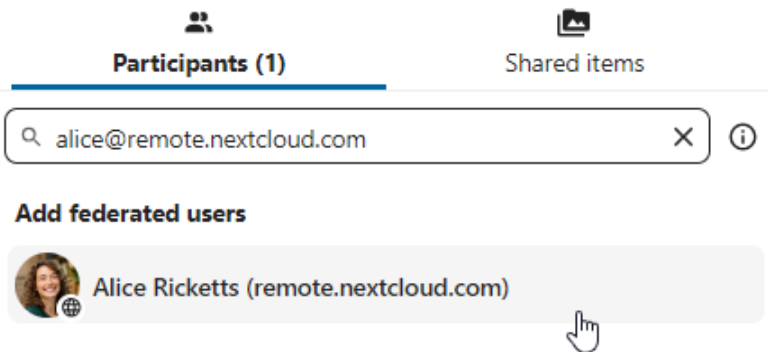 Participants (1)
Shared items
alice@remote.nextcloud.com
Add federated users
Alice Ricketts (remote.nextcloud.com)